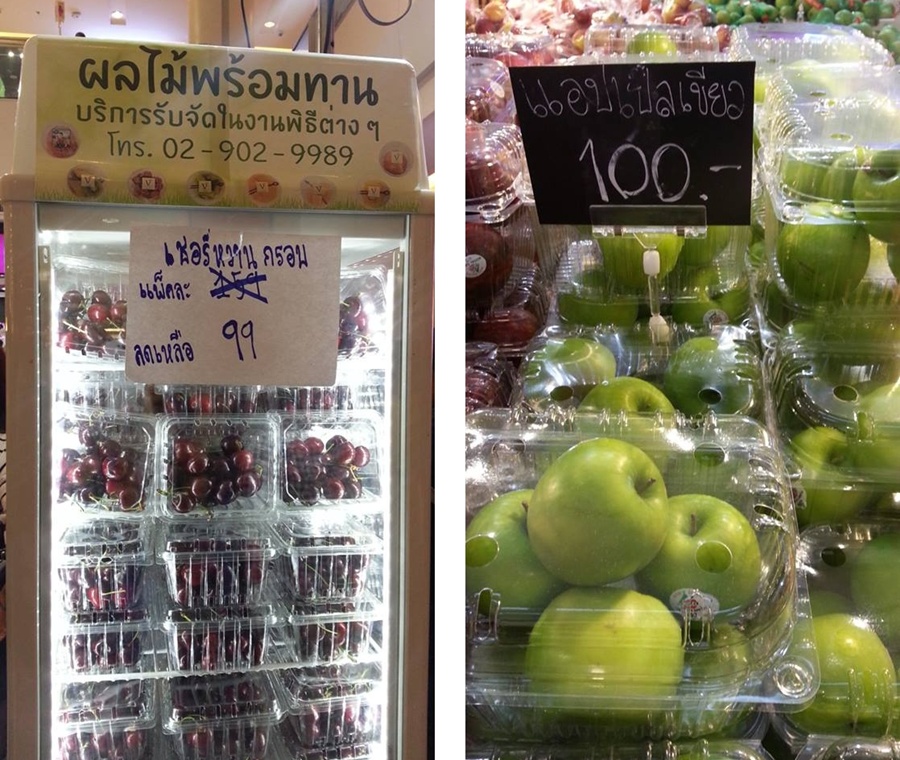 ผลไม้พร้อมทาน
บริการรับจัดในงานพิธีต่าง ๆ
โทร. 02-902-9989
เชอรี่หวาน กรอบ
แพ็คละ 159
ลดเหลือ 99
แอปเปิ้ลเขียว
100.-